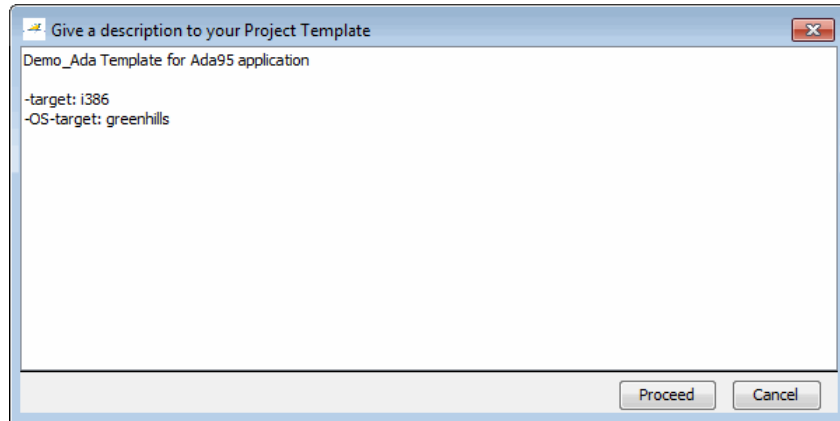 Give a description to your Project Template
Demo_Ada Template for Ada95 application
-target: i386
-OS-target: greenhills
Proceed
Cancel